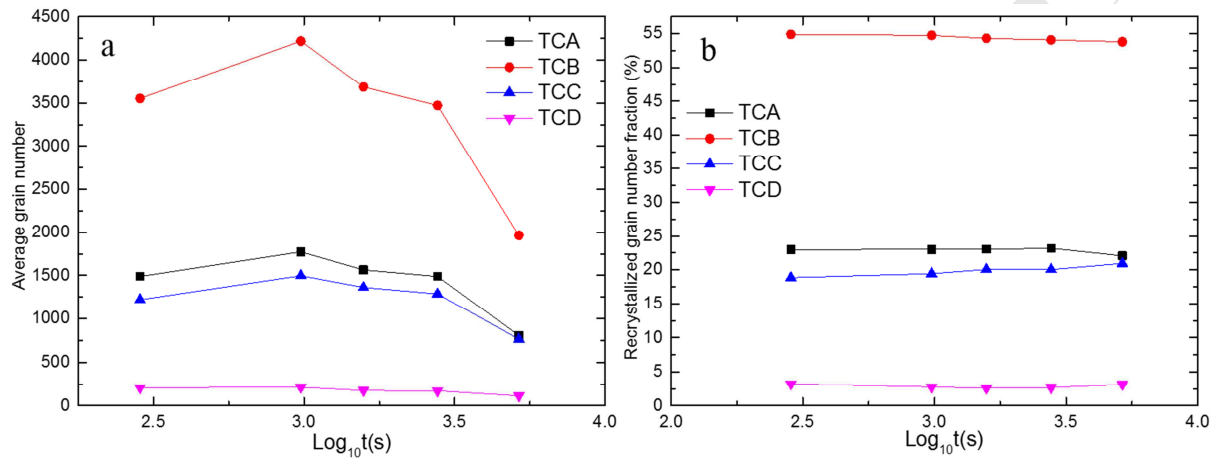 a
TCA
TCB
TCC
TCD
Average grain number
4500
4000
3500
3000
2500
2000
1500
1000
500
0
2.5
3.0
3.5
4.0
Log₁₀t(s)
b
TCA
TCB
TCC
TCD
Recrystallized grain number fraction (%)
55
50
45
40
35
30
25
20
15
10
5
0
2.0
2.5
3.0
3.5
4.0
Log₁₀t(s)